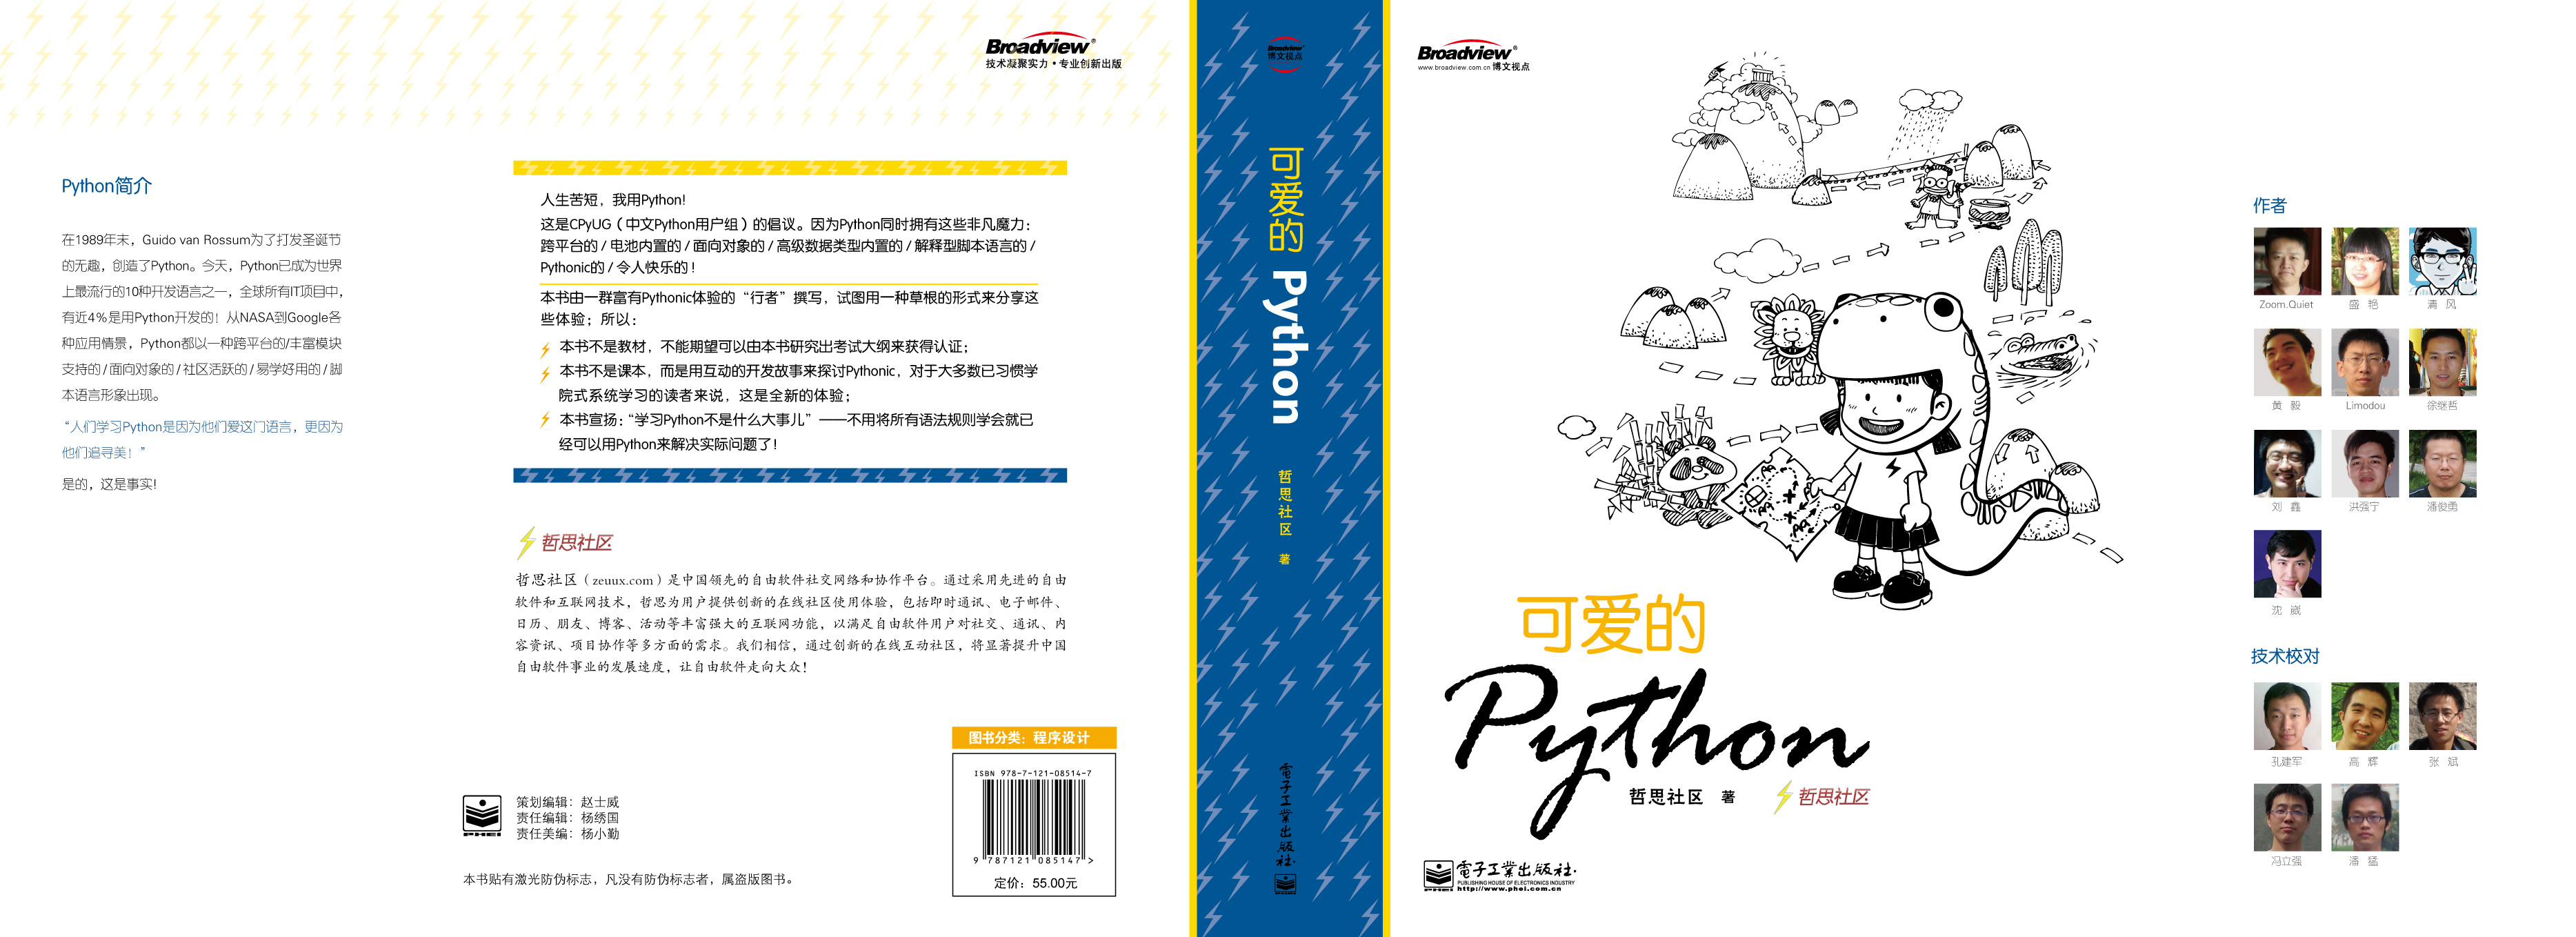 Broadview®
技术凝聚实力·专业创新出版
Python简介
在1989年末，Guido van Rossum为了打发圣诞节
的无趣，创造了Python。今天，Python已成为世界
上最流行的10种开发语言之一，全球所有IT项目中，
有近4%是用Python开发的！从NASA到Google各
种应用情景，Python都以一种跨平台的/丰富模块
支持的/面向对象的/社区活跃的/易学好用的/脚
本语言形象出现。
“人们学习Python是因为他们爱这门语言，更因为
他们追寻美！”
是的，这是事实!
人生苦短，我用Python!
这是CPyUG（中文Python用户组）的倡议。因为Python同时拥有这些非凡魔力：
跨平台的/电池内置的/面向对象的/高级数据类型内置的/解释型脚本语言的/
Pythonic的/令人快乐的!
本书由一群富有Pythonic体验的“行者”撰写，试图用一种草根的形式来分享这
些体验；所以：
本书不是教材，不能期望可以由本书研究出考试大纲来获得认证；
本书不是课本，而是用互动的开发故事来探讨Pythonic，对于大多数已习惯学
院式系统学习的读者来说，这是全新的体验；
本书宣扬：“学习Python不是什么大事儿”——不用将所有语法规则学会就已
经可以用Python来解决实际问题了!
哲思社区
哲思社区（zeuux.com）是中国领先的自由软件社交网络和协作平台。通过采用先进的自由
软件和互联网技术，哲思为用户提供创新的在线社区使用体验，包括即时通讯、电子邮件、
日历、朋友、博客、活动等丰富强大的互联网功能，以满足自由软件用户对社交、通讯、内
容资讯、项目协作等多方面的需求。我们相信，通过创新的在线互动社区，将显著提升中国
自由软件事业的发展速度，让自由软件走向大众!
图书分类：程序设计
ISBN 978-7-121-08514-7
9 787121 085147 >
定价：55.00元
PHEI
策划编辑：赵士威
责任编辑：杨绣国
责任美编：杨小勤
本书贴有激光防伪标志，凡没有防伪标志者，属盗版图书。
Broadview®
博文视点
可爱的 Python
哲思社区 著
電子工業出版社·
Broadview®
www.broadview.com.cn 博文视点
可爱的
Python
哲思社区 著
哲思社区
PHEI
電子工業出版社·
PUBLISHING HOUSE OF ELECTRONICS INDUSTRY
http://www.phei.com.cn
作者
Zoom.Quiet 盛 艳 清 风
黄 毅 Limodou 徐继哲
刘 鑫 洪强宁 潘俊勇
沈 崴
技术校对
孔建军 高 辉 张 斌
冯立强 潘 猛